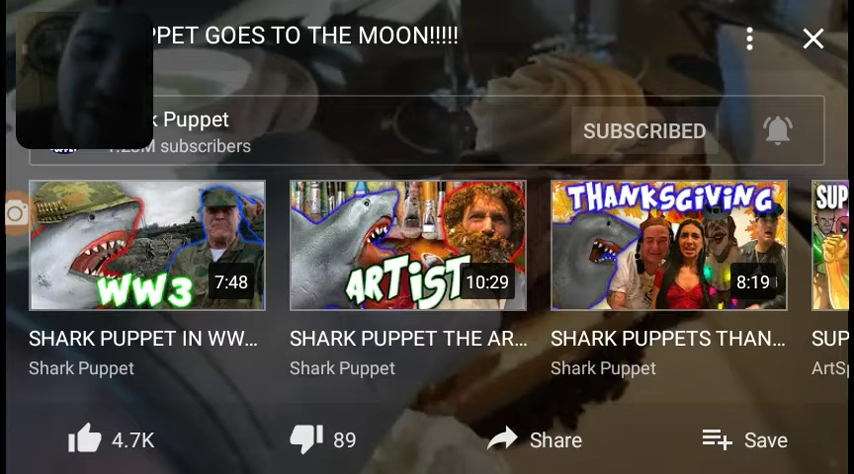 PPET GOES TO THE MOON!!!!!
k Puppet
SUBSCRIBED
subscribers
WW3
7:48
ARTiST
10:29
THANKSGiViNG
8:19
SUP
SHARK PUPPET IN WW...
SHARK PUPPET THE AR...
SHARK PUPPETS THAN...
SUP
Shark Puppet
Shark Puppet
Shark Puppet
ArtSp
4.7K
89
Share
Save